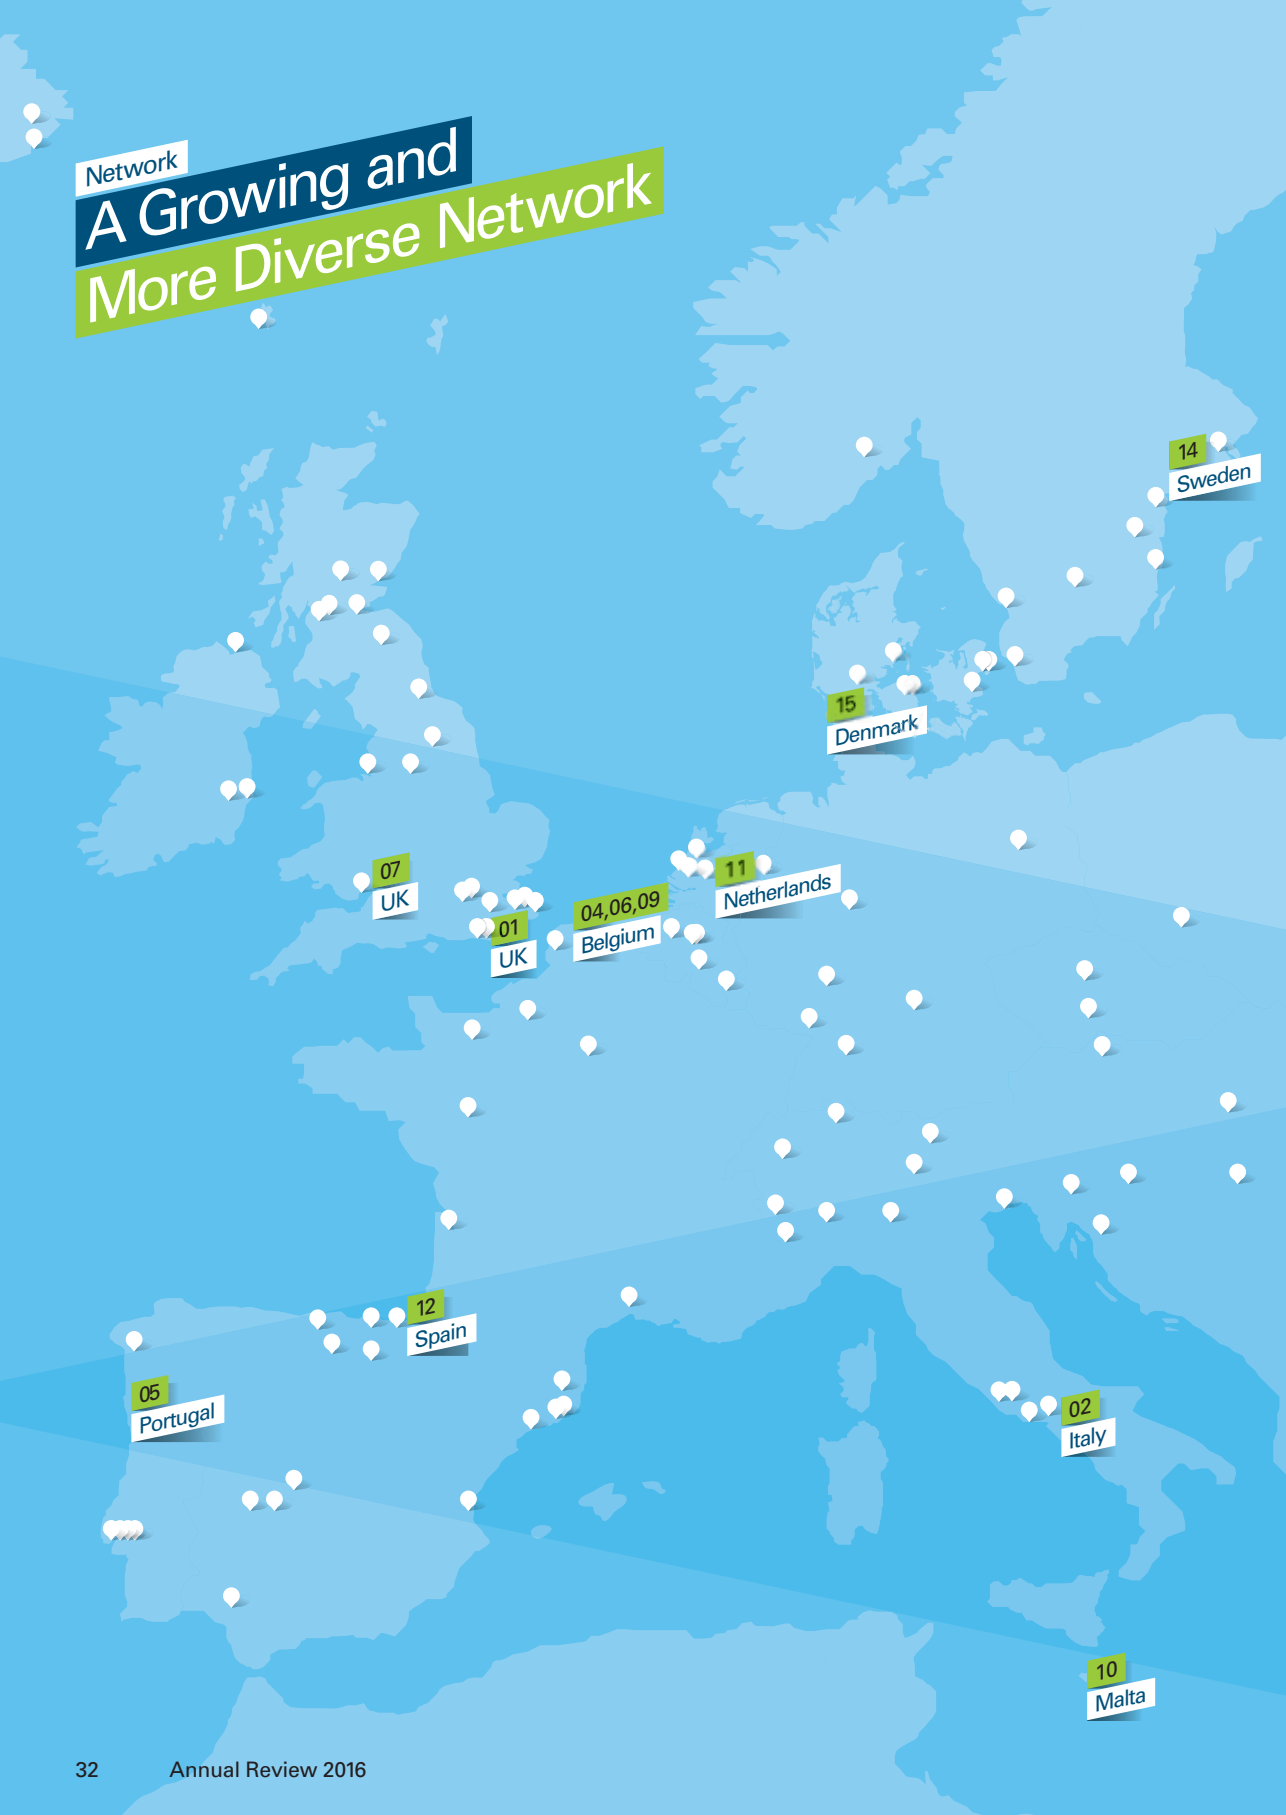 Network
A Growing and
More Diverse Network
14
Sweden
15
Denmark
07
UK
11
Netherlands
04,06,09
Belgium
01
UK
12
Spain
05
Portugal
02
Italy
10
Malta
32 Annual Review 2016